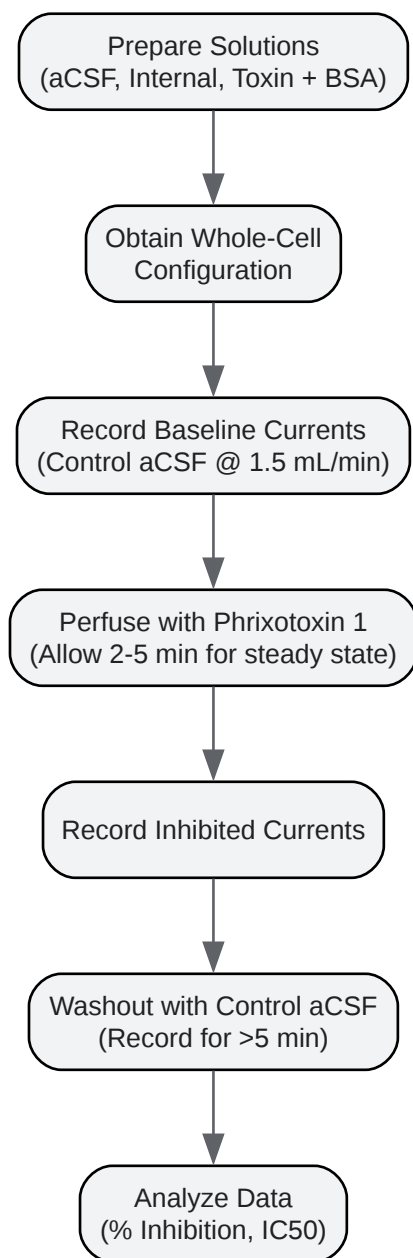 Prepare Solutions
(aCSF, Internal, Toxin + BSA)
Obtain Whole-Cell
Configuration
Record Baseline Currents
(Control aCSF @ 1.5 mL/min)
Perfuse with Phrixotoxin 1
(Allow 2-5 min for steady state)
Record Inhibited Currents
Washout with Control aCSF
(Record for >5 min)
Analyze Data
(% Inhibition, IC50)